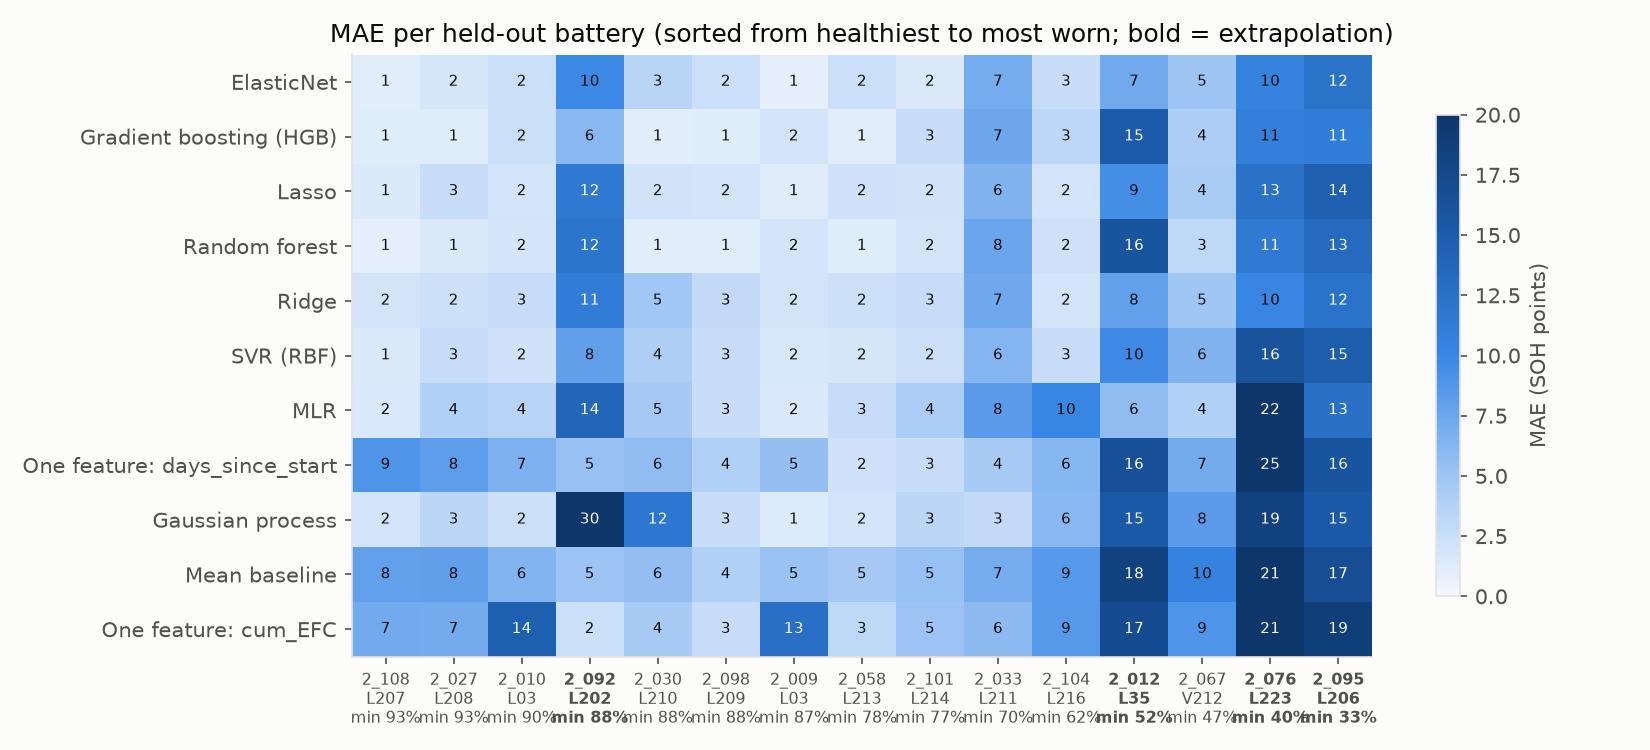 MAE per held-out battery (sorted from healthiest to most worn; bold = extrapolation)
ElasticNet 1 2 2 10 3 2 1 2 2 7 3 7 5 10 12
Gradient boosting (HGB) 1 1 2 6 1 1 2 1 3 7 3 15 4 11 11
Lasso 1 3 2 12 2 2 1 2 2 6 2 9 4 13 14
Random forest 1 1 2 12 1 1 2 1 2 8 2 16 3 11 13
Ridge 2 2 3 11 5 3 2 2 3 7 2 8 5 10 12
SVR (RBF) 1 3 2 8 4 3 2 2 2 6 3 10 6 16 15
MLR 2 4 4 14 5 3 2 3 4 8 10 6 4 22 13
One feature: days_since_start 9 8 7 5 6 4 5 2 3 4 6 16 7 25 16
Gaussian process 2 3 2 30 12 3 1 2 3 3 6 15 8 19 15
Mean baseline 8 8 6 5 6 4 5 5 5 7 9 18 10 21 17
One feature: cum_EFC 7 7 14 2 4 3 13 3 5 6 9 17 9 21 19
2_108 2_027 2_010 2_092 2_030 2_098 2_009 2_058 2_101 2_033 2_104 2_012 2_067 2_076 2_095
L207 L208 L03 L202 L210 L209 L03 L213 L214 L211 L216 L35 V212 L223 L206
min 93% min 93% min 90% min 88% min 88% min 88% min 87% min 78% min 77% min 70% min 62% min 52% min 47% min 40% min 33%
20.0
17.5
15.0
12.5
10.0
7.5
5.0
2.5
0.0
MAE (SOH points)